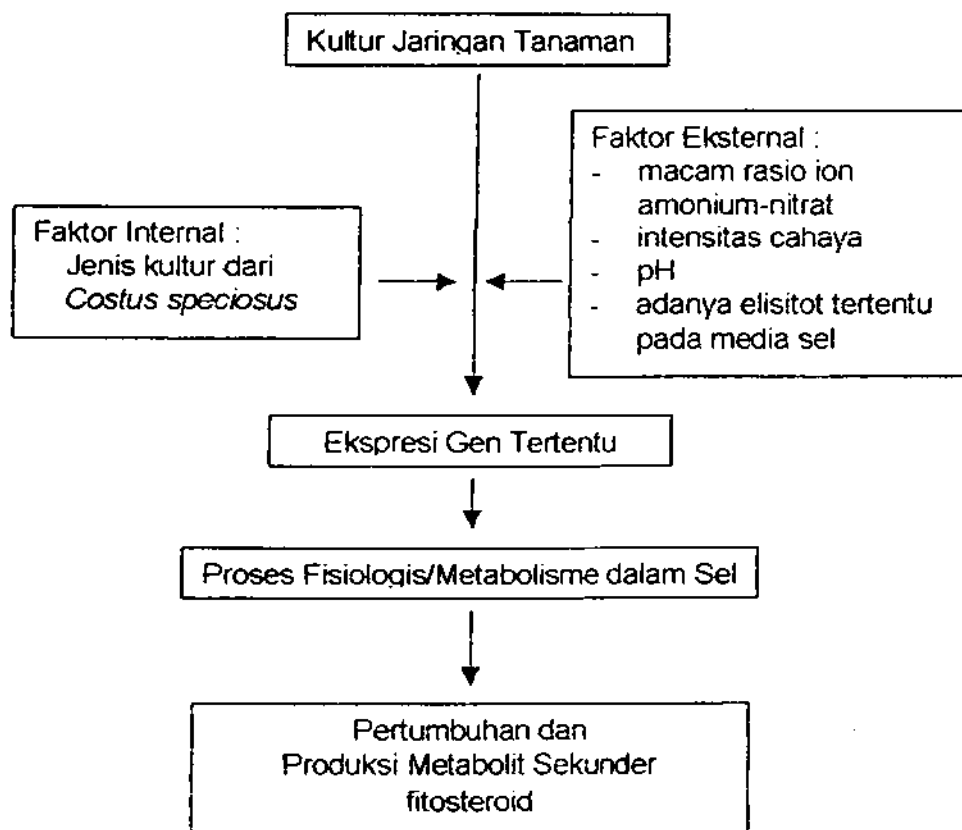 Kultur Jaringan Tanaman
Faktor Internal :
Jenis kultur dari
Costus speciosus
Faktor Eksternal :
- macam rasio ion
amonium-nitrat
- intensitas cahaya
- pH
- adanya elisitot tertentu
pada media sel
Ekspresi Gen Tertentu
Proses Fisiologis/Metabolisme dalam Sel
Pertumbuhan dan
Produksi Metabolit Sekunder
fitosteroid